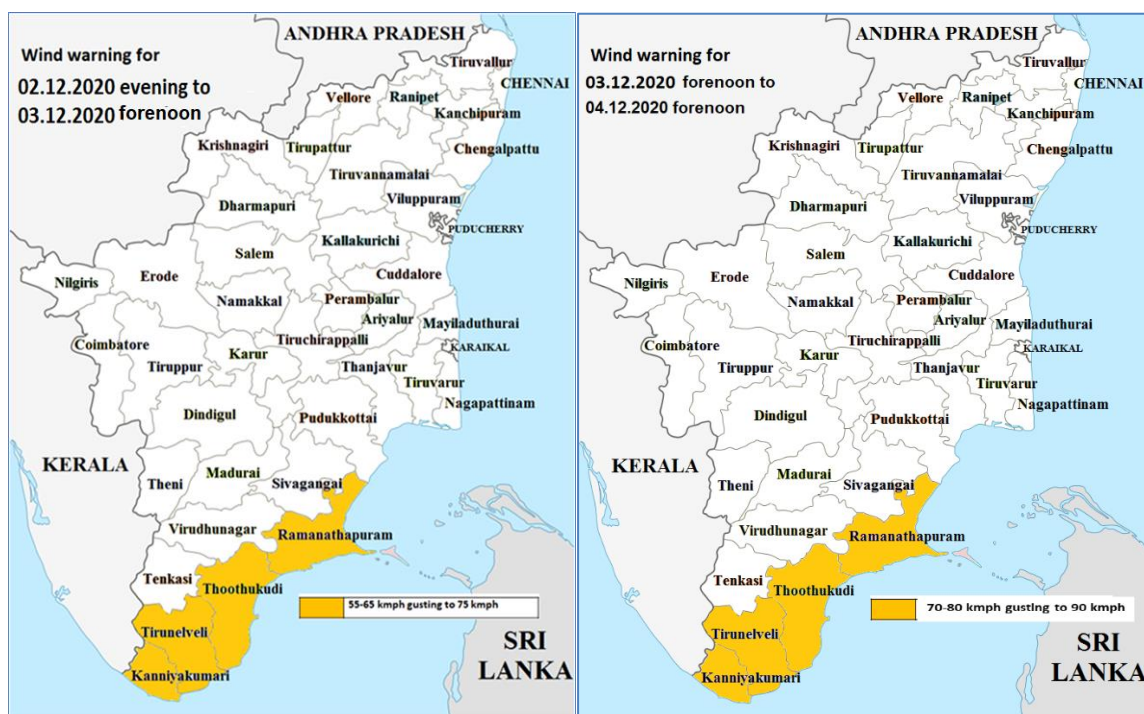 ANDHRA PRADESH
Wind warning for
02.12.2020 evening to
03.12.2020 forenoon
Tiruvallur
CHENNAI
Vellore
Ranipet
Kanchipuram
Krishnagiri
Tirupattur
Chengalpattu
Tiruvannamalai
Dharmapuri
Viluppuram
PUDUCHERRY
Kallakurichi
Salem
Nilgiris
Erode
Cuddalore
Namakkal
Perambalur
Ariyalur
Mayiladuthurai
Coimbatore
Tiruchirappalli
KARAIKAL
Karur
Tiruppur
Thanjavur
Tiruvarur
Nagapattinam
Dindigul
Pudukkottai
KERALA
Theni
Madurai
Sivagangai
Virudhunagar
Ramanathapuram
Tenkasi
Thoothukudi
55-65 kmph gusting to 75 kmph
Tirunelveli
Kanniyakumari
SRI
LANKA
ANDHRA PRADESH
Wind warning for
03.12.2020 forenoon to
04.12.2020 forenoon
Tiruvallur
CHENNAI
Vellore
Ranipet
Kanchipuram
Krishnagiri
Tirupattur
Chengalpattu
Tiruvannamalai
Dharmapuri
Viluppuram
PUDUCHERRY
Kallakurichi
Salem
Nilgiris
Erode
Cuddalore
Namakkal
Perambalur
Ariyalur
Mayiladuthurai
Coimbatore
Tiruchirappalli
KARAIKAL
Karur
Tiruppur
Thanjavur
Tiruvarur
Nagapattinam
Dindigul
Pudukkottai
KERALA
Theni
Madurai
Sivagangai
Virudhunagar
Ramanathapuram
Tenkasi
Thoothukudi
70-80 kmph gusting to 90 kmph
Tirunelveli
Kanniyakumari
SRI
LANKA